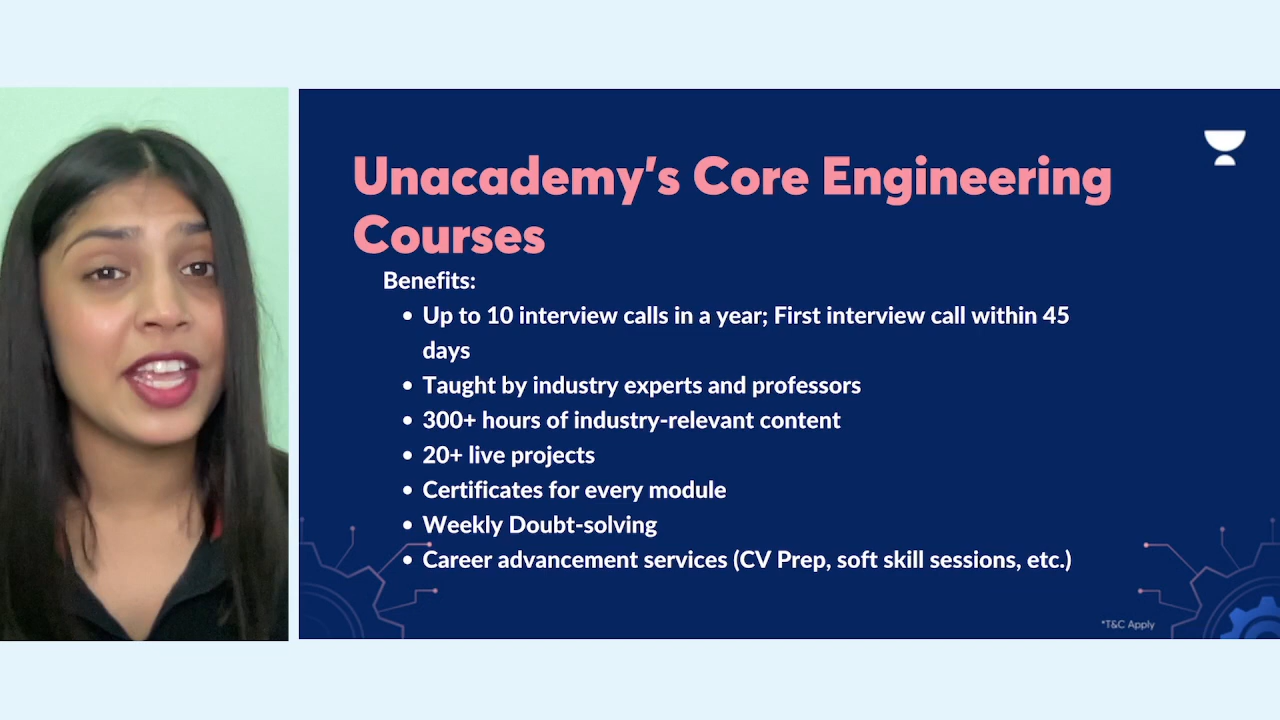 Unacademy's Core Engineering
Courses
Benefits:
• Up to 10 interview calls in a year; First interview call within 45
days
• Taught by industry experts and professors
• 300+ hours of industry-relevant content
• 20+ live projects
• Certificates for every module
• Weekly Doubt-solving
• Career advancement services (CV Prep, soft skill sessions, etc.)
*T&C Apply